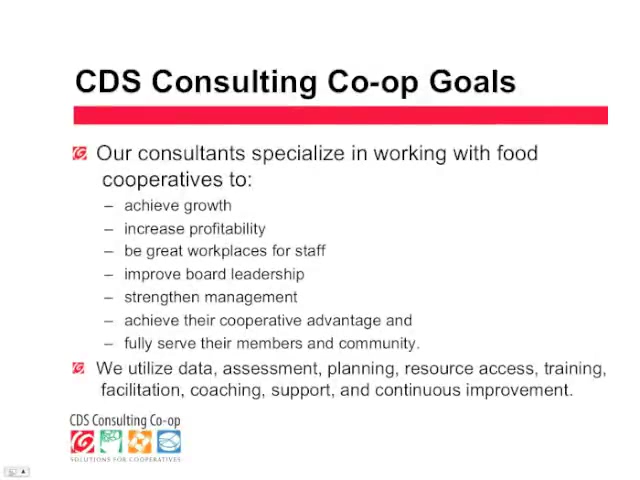 CDS Consulting Co-op Goals
Our consultants specialize in working with food
cooperatives to:
– achieve growth
– increase profitability
– be great workplaces for staff
– improve board leadership
– strengthen management
– achieve their cooperative advantage and
– fully serve their members and community.
We utilize data, assessment, planning, resource access, training,
facilitation, coaching, support, and continuous improvement.
CDS Consulting Co-op
SOLUTIONS FOR COOPERATIVES